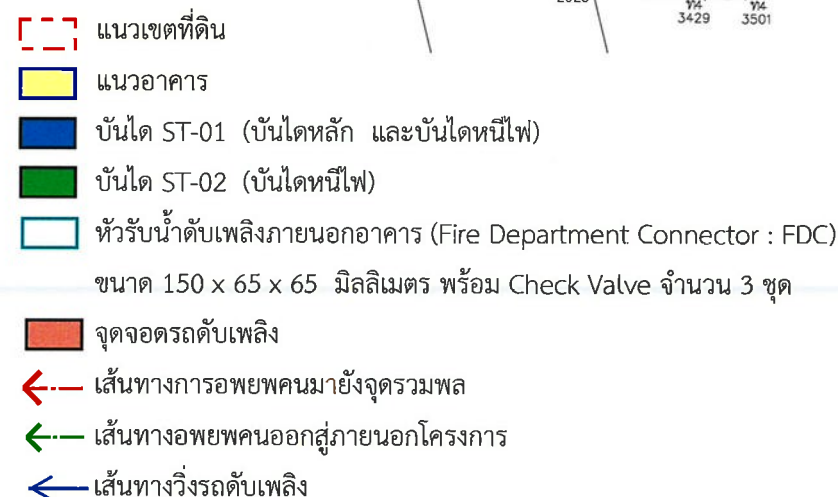 ที่4 ที่4
3429 3501
แนวเขตที่ดิน
แนวอาคาร
บันได ST-01 (บันไดหลัก และบันไดหนีไฟ)
บันได ST-02 (บันไดหนีไฟ)
หัวรับน้ำดับเพลิงภายนอกอาคาร (Fire Department Connector : FDC)
ขนาด 150 x 65 x 65 มิลลิเมตร พร้อม Check Valve จำนวน 3 ชุด
จุดจอดรถดับเพลิง
เส้นทางการอพยพคนมายังจุดรวมพล
เส้นทางอพยพคนออกสู่ภายนอกโครงการ
เส้นทางวิ่งรถดับเพลิง